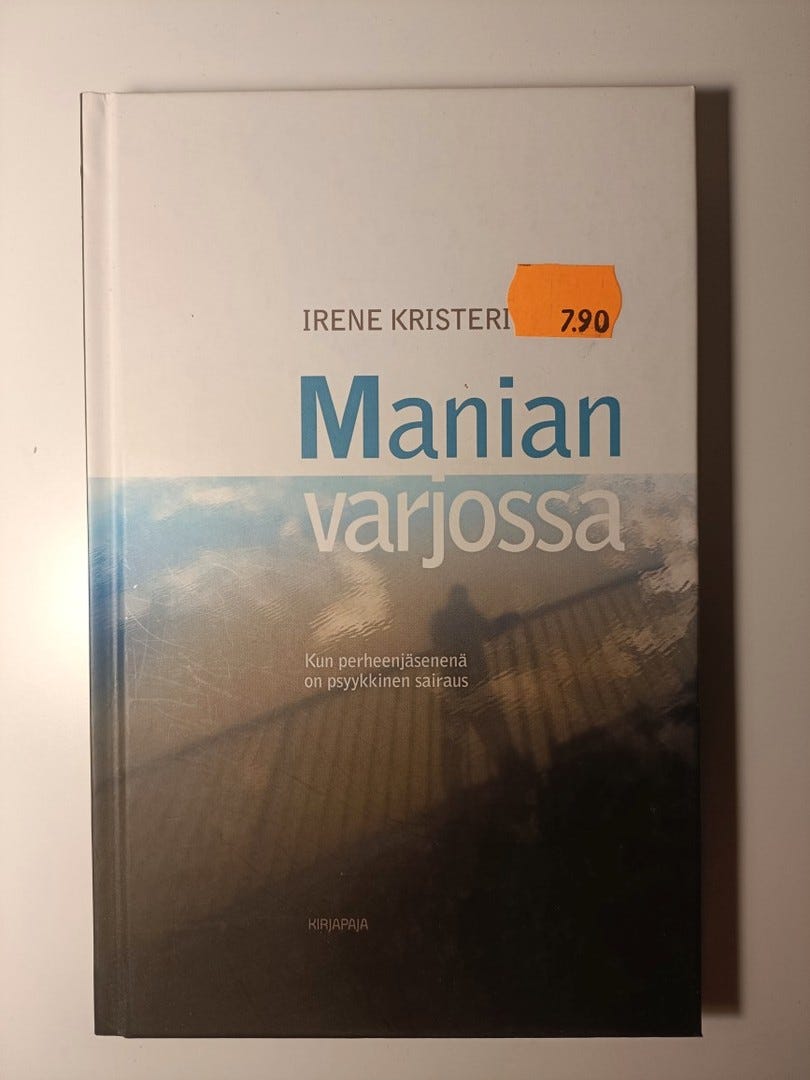 IRENE KRISTERI
7.90
Manian
varjossa
Kun perheenjäsenenä
on psyykkinen sairaus
KIRJAPAJA